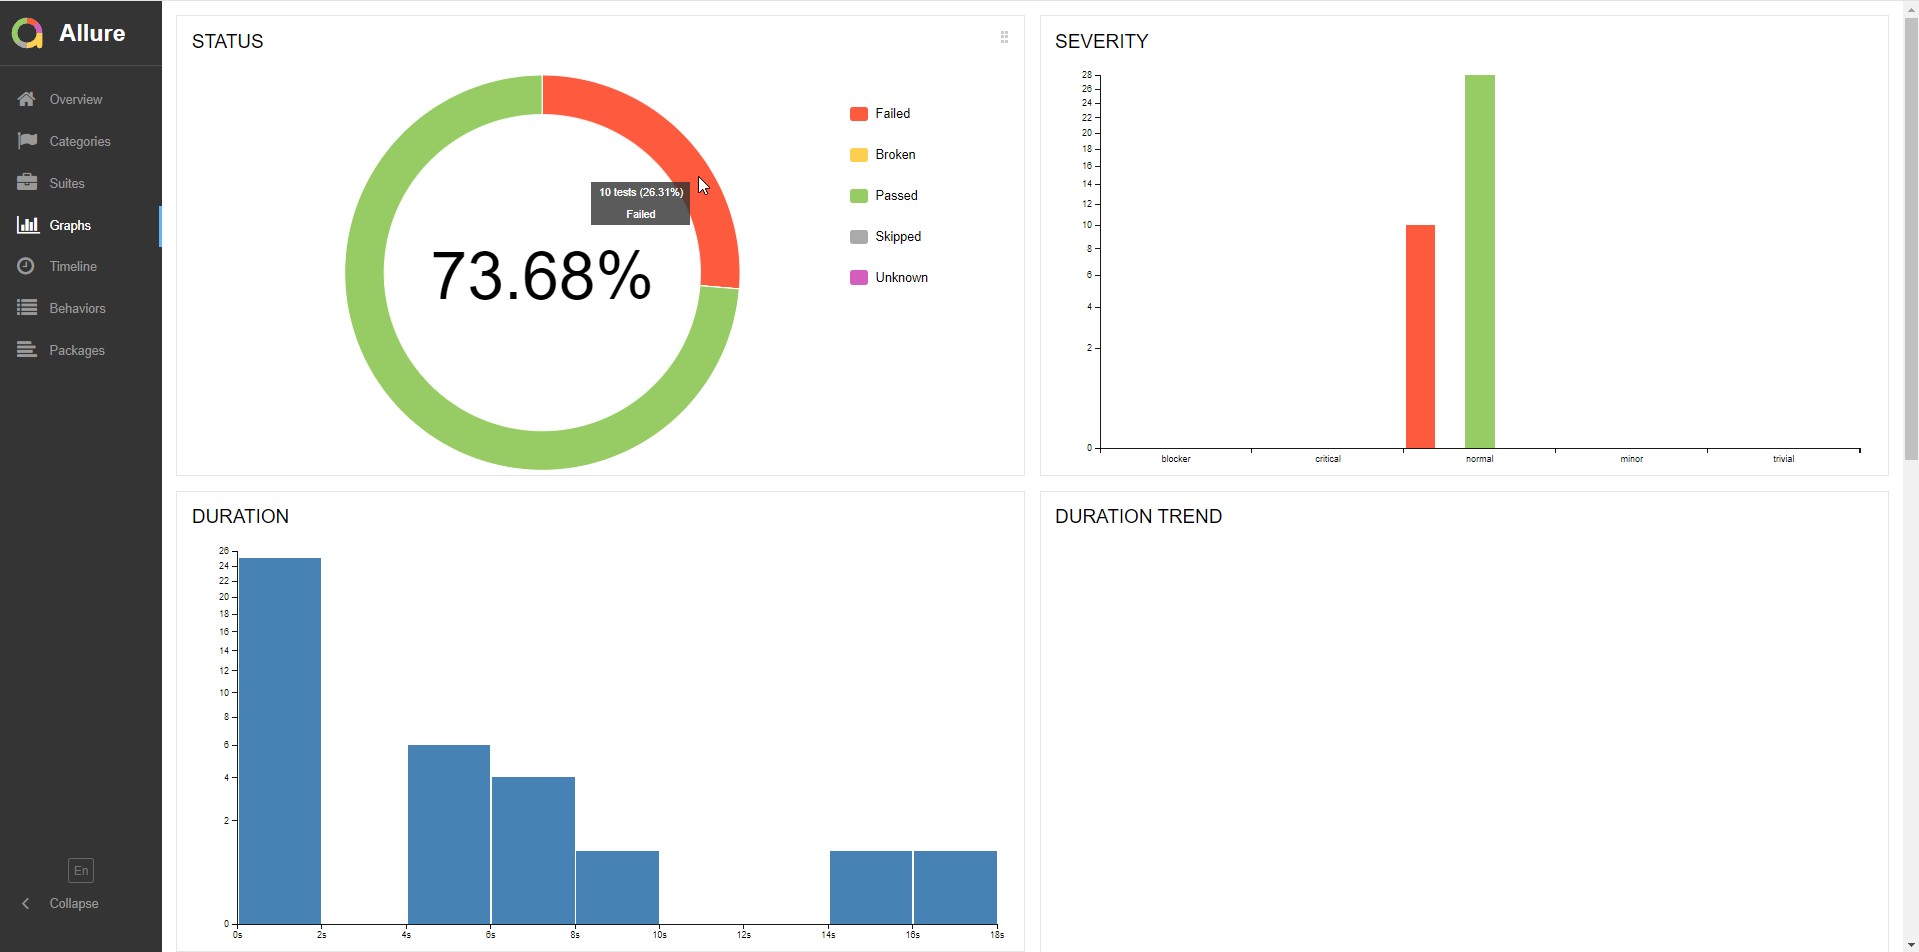 Allure
Overview
Categories
Suites
Graphs
Timeline
Behaviors
Packages
En
Collapse
STATUS
10 tests (26.31%)
Failed
73.68%
Failed
Broken
Passed
Skipped
Unknown
SEVERITY
28
26
24
22
20
18
16
14
12
10
8
6
4
2
0
blocker
critical
normal
minor
trivial
DURATION
26
24
22
20
18
16
14
12
10
8
6
4
2
0
0s
2s
4s
6s
8s
10s
12s
14s
16s
18s
DURATION TREND